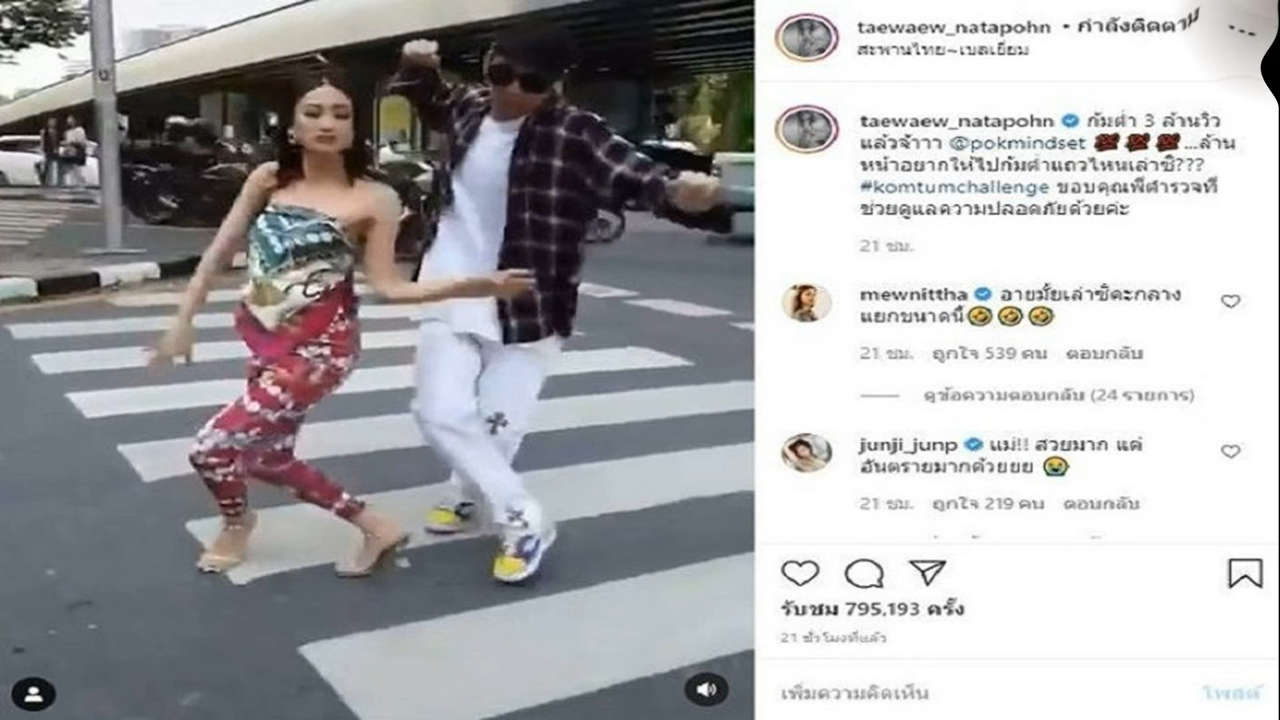 taewaew_natapohn • กำลังติดตาม
สะพานไทย~เบลเยี่ยม
taewaew_natapohn ก้มต่ำ 3 ล้านวิว
แล้วจ้าาา @pokmindset 💯 💯 💯...ล้าน
หน้าอยากให้ไปก้มต่ำแถวไหนเล่าซิ???
#komtumchallenge ขอบคุณพี่ตำรวจที่
ช่วยดูแลความปลอดภัยด้วยค่ะ
21 ชม.
mewnittha อายมั้ยเล่าซิคะกลาง
แยกขนาดนี้🤣🤣🤣
21 ชม. ถูกใจ 539 คน ตอบกลับ
ดูข้อความตอบกลับ (24 รายการ)
junji_junp แม่!! สวยมาก แต่
อันตรายมากด้วยยย 😭
21 ชม. ถูกใจ 219 คน ตอบกลับ
รับชม 795,193 ครั้ง
21 ชั่วโมงที่แล้ว
เพิ่มความคิดเห็น
โพสต์